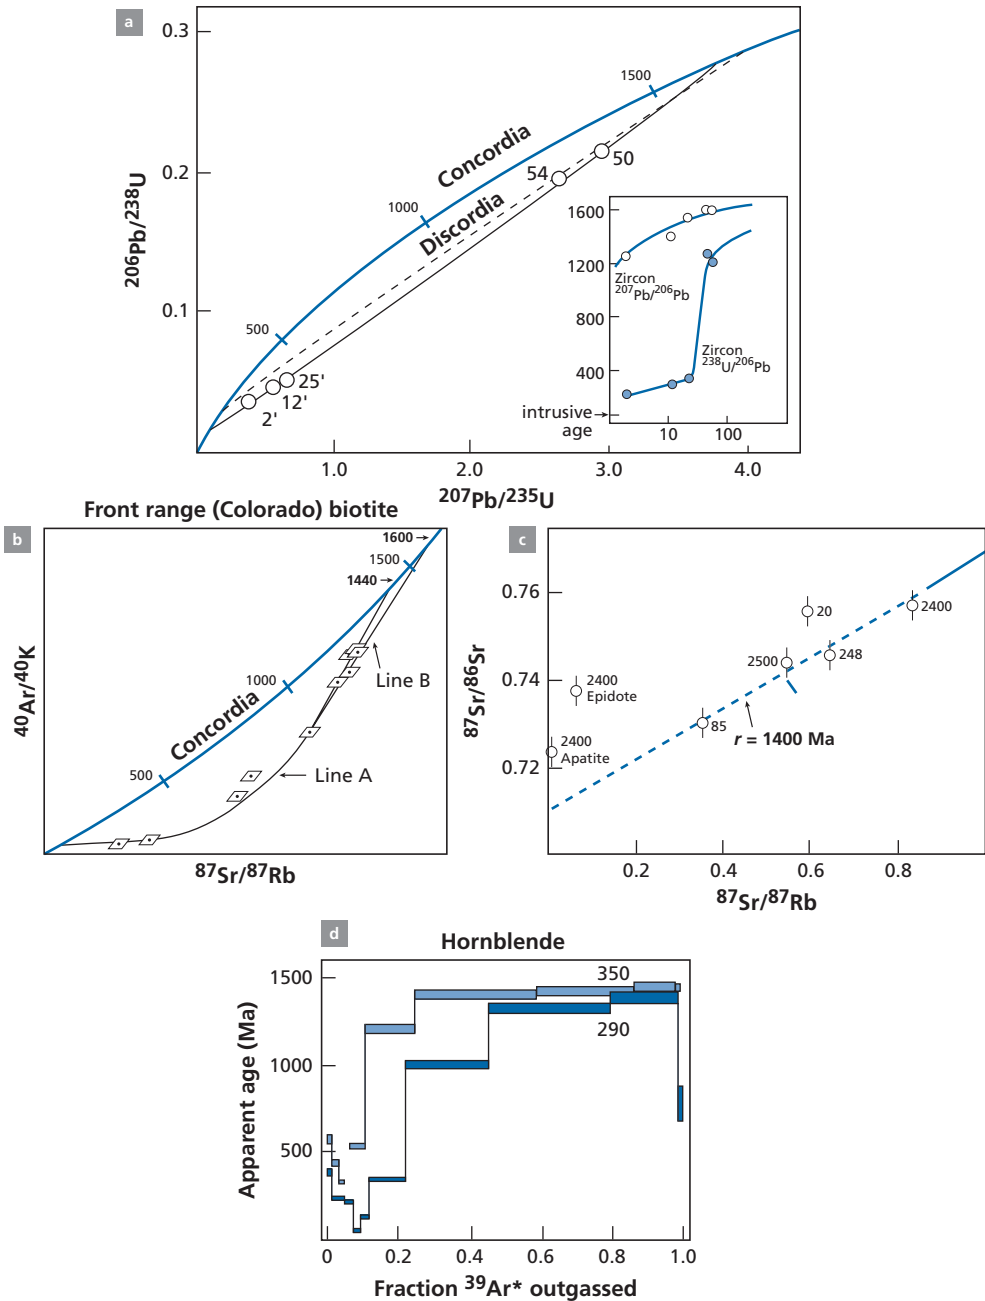 a
0.3
0.2
0.1
206Pb/238U
Concordia
Discordia
500
1000
1500
2'
12'
25'
54
50
1.0
2.0
3.0
4.0
207Pb/235U
1600
1200
800
400
intrusive
age
Zircon
207Pb/206Pb
Zircon
238U/206Pb
10
100
Front range (Colorado) biotite
b
40Ar/40K
Concordia
500
1000
1440
1500
1600
Line B
Line A
87Sr/87Rb
c
87Sr/86Sr
0.76
0.74
0.72
2400
Epidote
2400
Apatite
85
2500
20
248
2400
r = 1400 Ma
0.2
0.4
0.6
0.8
87Sr/87Rb
d
Hornblende
Apparent age (Ma)
1500
1000
500
350
290
0
0.2
0.4
0.6
0.8
1.0
Fraction 39Ar* outgassed